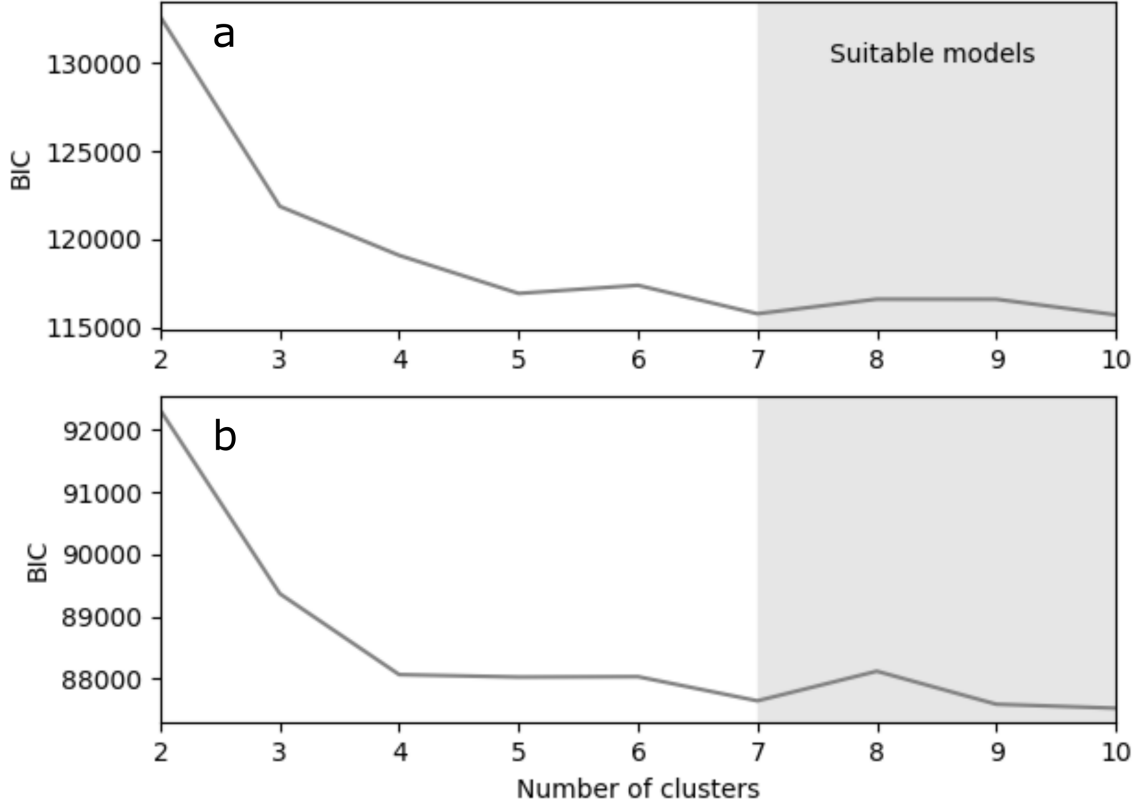 a
Suitable models
BIC
130000
125000
120000
115000
2 3 4 5 6 7 8 9 10
b
BIC
92000
91000
90000
89000
88000
2 3 4 5 6 7 8 9 10
Number of clusters